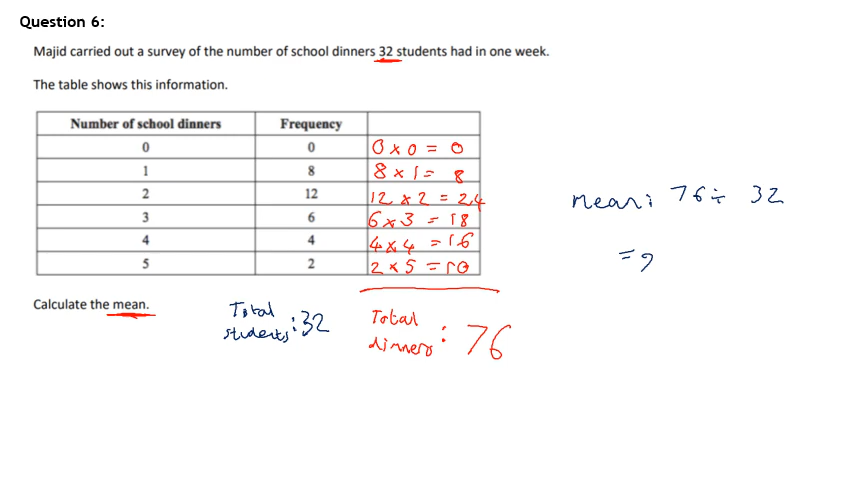 Question 6:
Majid carried out a survey of the number of school dinners 32 students had in one week.
The table shows this information.
Number of school dinners Frequency
0 0 0 × 0 = 0
1 8 8 × 1 = 8
2 12 12 × 2 = 24
3 6 6 × 3 = 18
4 4 4 × 4 = 16
5 2 2 × 5 = 10
mean: 76 ÷ 32
= 2
Calculate the mean.
Total students: 32
Total dinners: 76